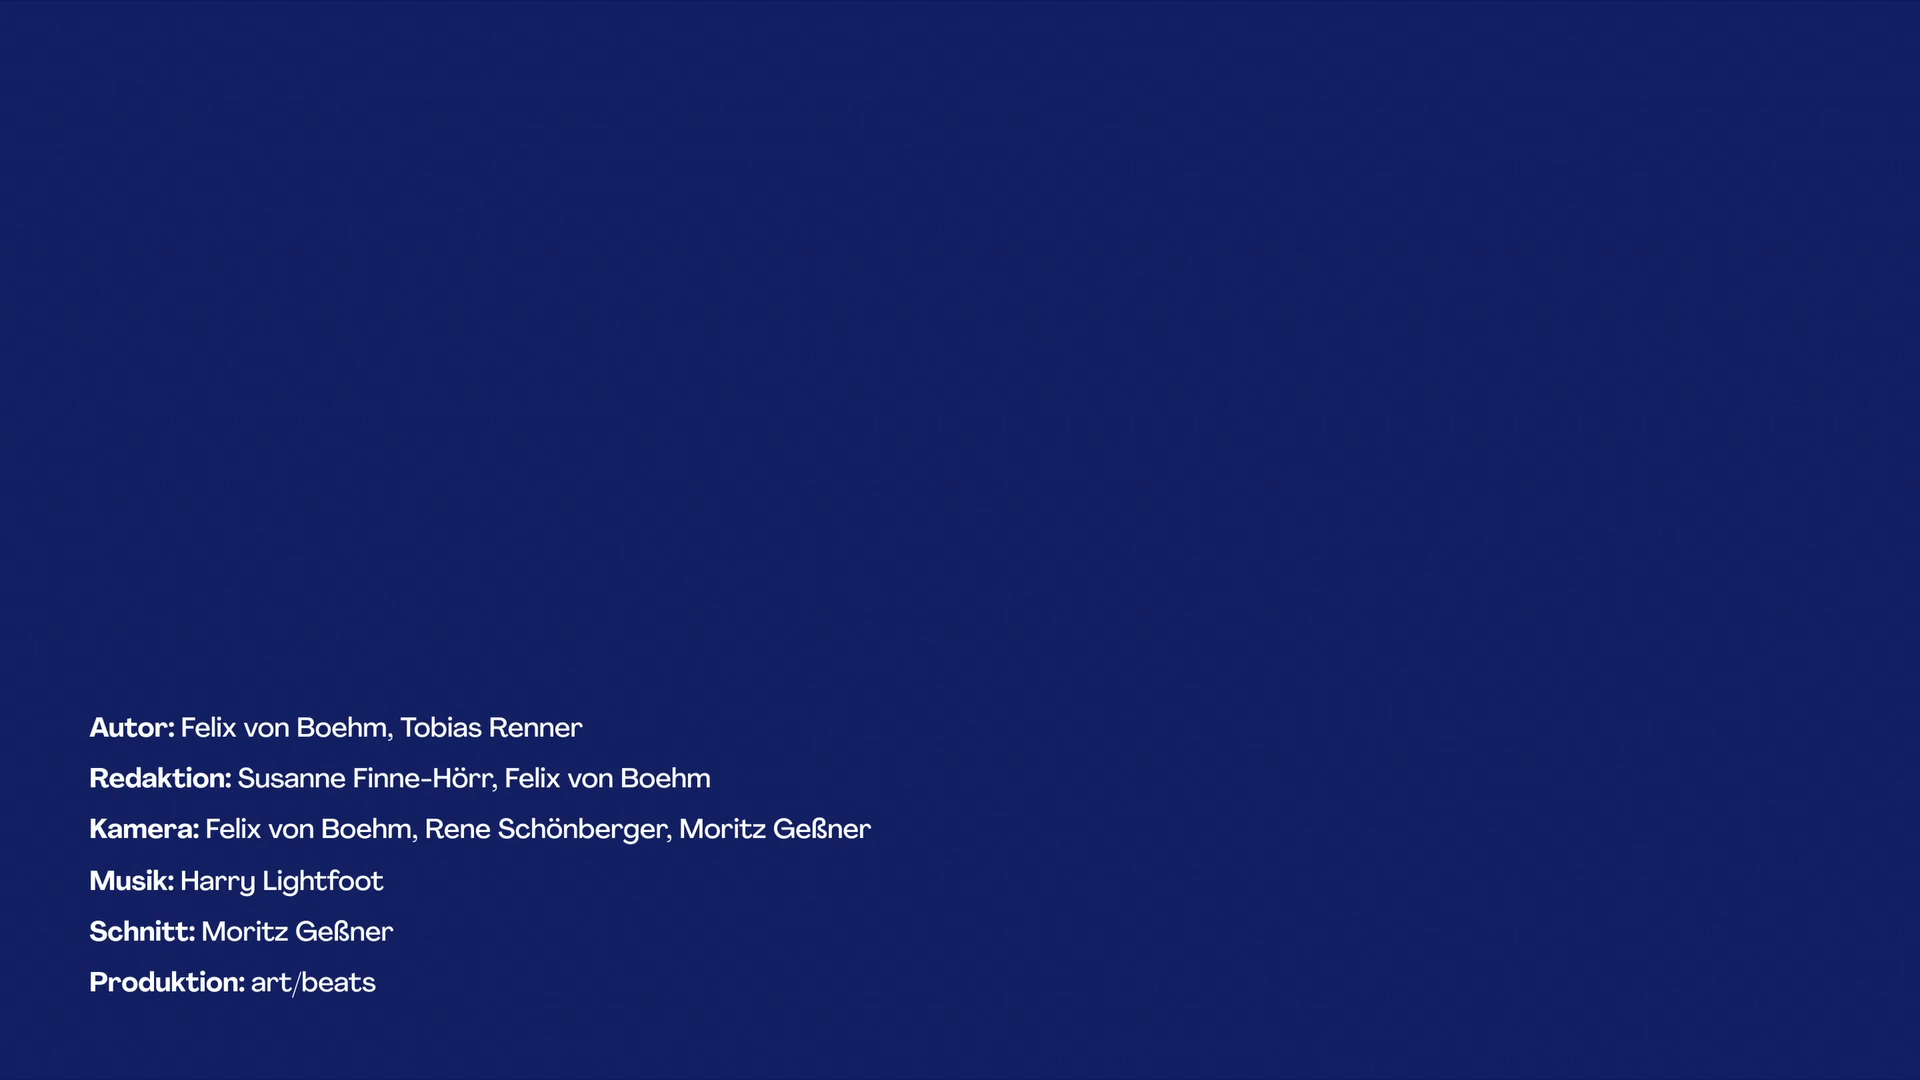 Autor: Felix von Boehm, Tobias Renner
Redaktion: Susanne Finne-Hörr, Felix von Boehm
Kamera: Felix von Boehm, Rene Schönberger, Moritz Geßner
Musik: Harry Lightfoot
Schnitt: Moritz Geßner
Produktion: art/beats